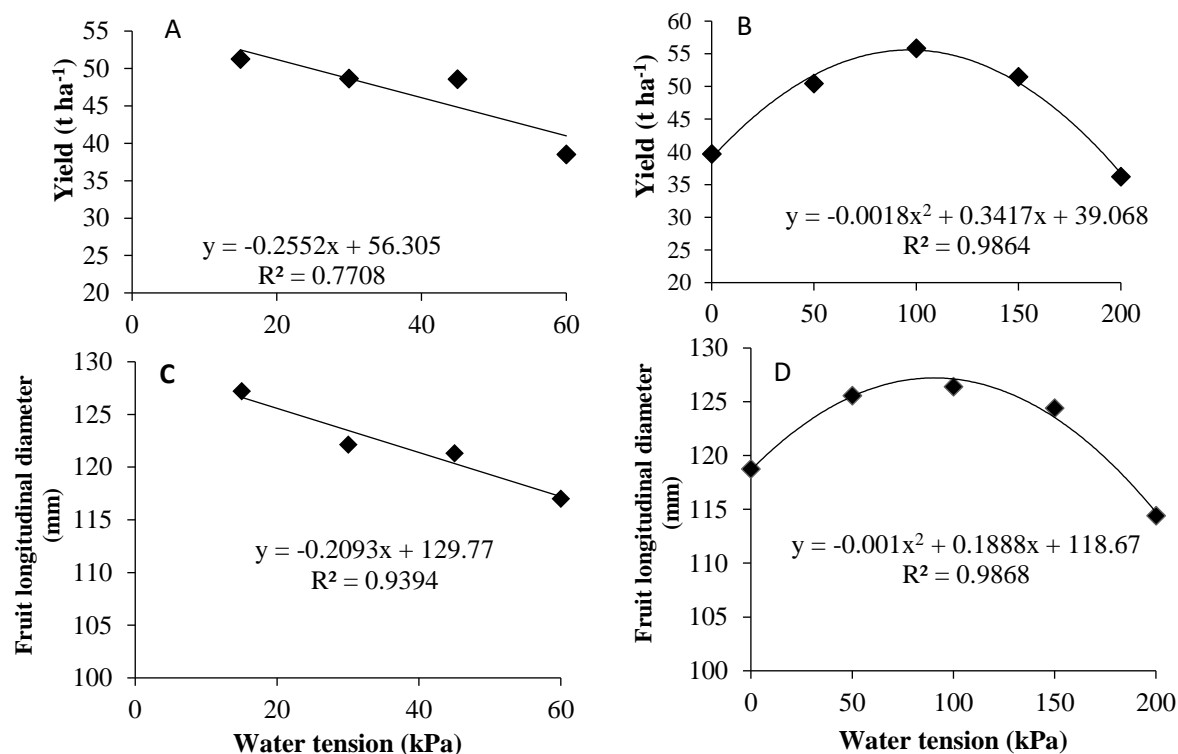 A
Yield (t ha⁻¹)
55
50
45
40
35
30
25
20
y = -0.2552x + 56.305
R² = 0.7708
0
20
40
60
B
Yield (t ha⁻¹)
60
55
50
45
40
35
30
25
20
y = -0.0018x² + 0.3417x + 39.068
R² = 0.9864
0
50
100
150
200
C
Fruit longitudinal diameter
(mm)
130
125
120
115
110
105
100
y = -0.2093x + 129.77
R² = 0.9394
0
20
40
60
Water tension (kPa)
D
Fruit longitudinal diameter
(mm)
130
125
120
115
110
105
100
y = -0.001x² + 0.1888x + 118.67
R² = 0.9868
0
50
100
150
200
Water tension (kPa)